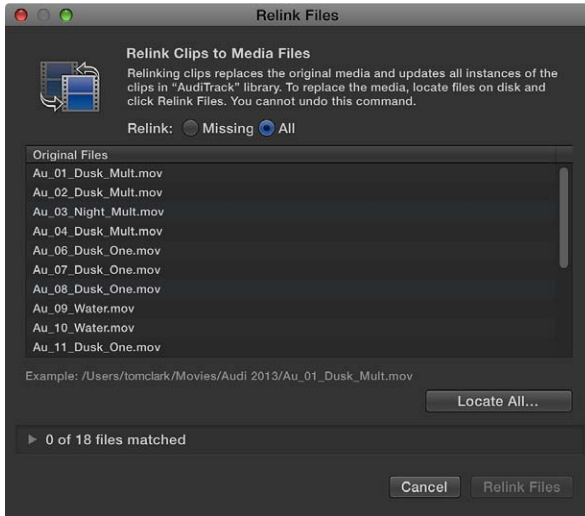 Relink Files
Relink Clips to Media Files
Relinking clips replaces the original media and updates all instances of the
clips in “AudiTrack” library. To replace the media, locate files on disk and
click Relink Files. You cannot undo this command.
Relink: Missing All
Original Files
Au_01_Dusk_Mult.mov
Au_02_Dusk_Mult.mov
Au_03_Night_Mult.mov
Au_04_Dusk_Mult.mov
Au_06_Dusk_One.mov
Au_07_Dusk_One.mov
Au_08_Dusk_One.mov
Au_09_Water.mov
Au_10_Water.mov
Au_11_Dusk_One.mov
Example: /Users/tomclark/Movies/Audi 2013/Au_01_Dusk_Mult.mov
Locate All...
0 of 18 files matched
Cancel Relink Files